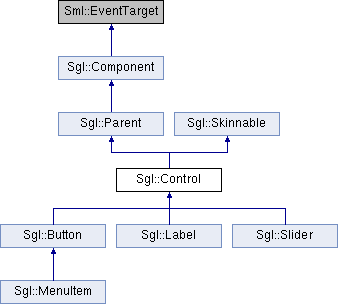 Sml::EventTarget
Sgl::Component
Sgl::Parent
Sgl::Skinnable
Sgl::Control
Sgl::Button
Sgl::Label
Sgl::Slider
Sgl::MenuItem